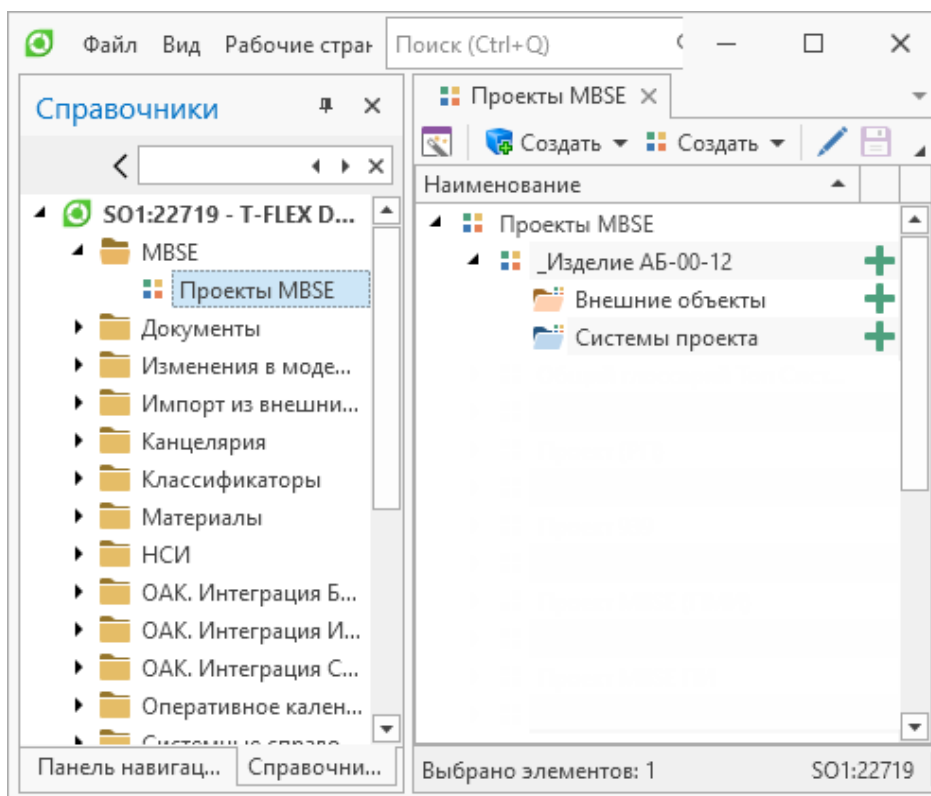 Файл Вид Рабочие стран Поиск (Ctrl+Q)
Справочники
SO1:22719 - T-FLEX D...
MBSE
Проекты MBSE
Документы
Изменения в моде...
Импорт из внешни...
Канцелярия
Классификаторы
Материалы
НСИ
ОАК. Интеграция Б...
ОАК. Интеграция И...
ОАК. Интеграция С...
Оперативное кален...
Панель навигац... Справочни...
Проекты MBSE
Создать Создать
Наименование
Проекты MBSE
_Изделие АБ-00-12
Внешние объекты
Системы проекта
Выбрано элементов: 1 SO1:22719